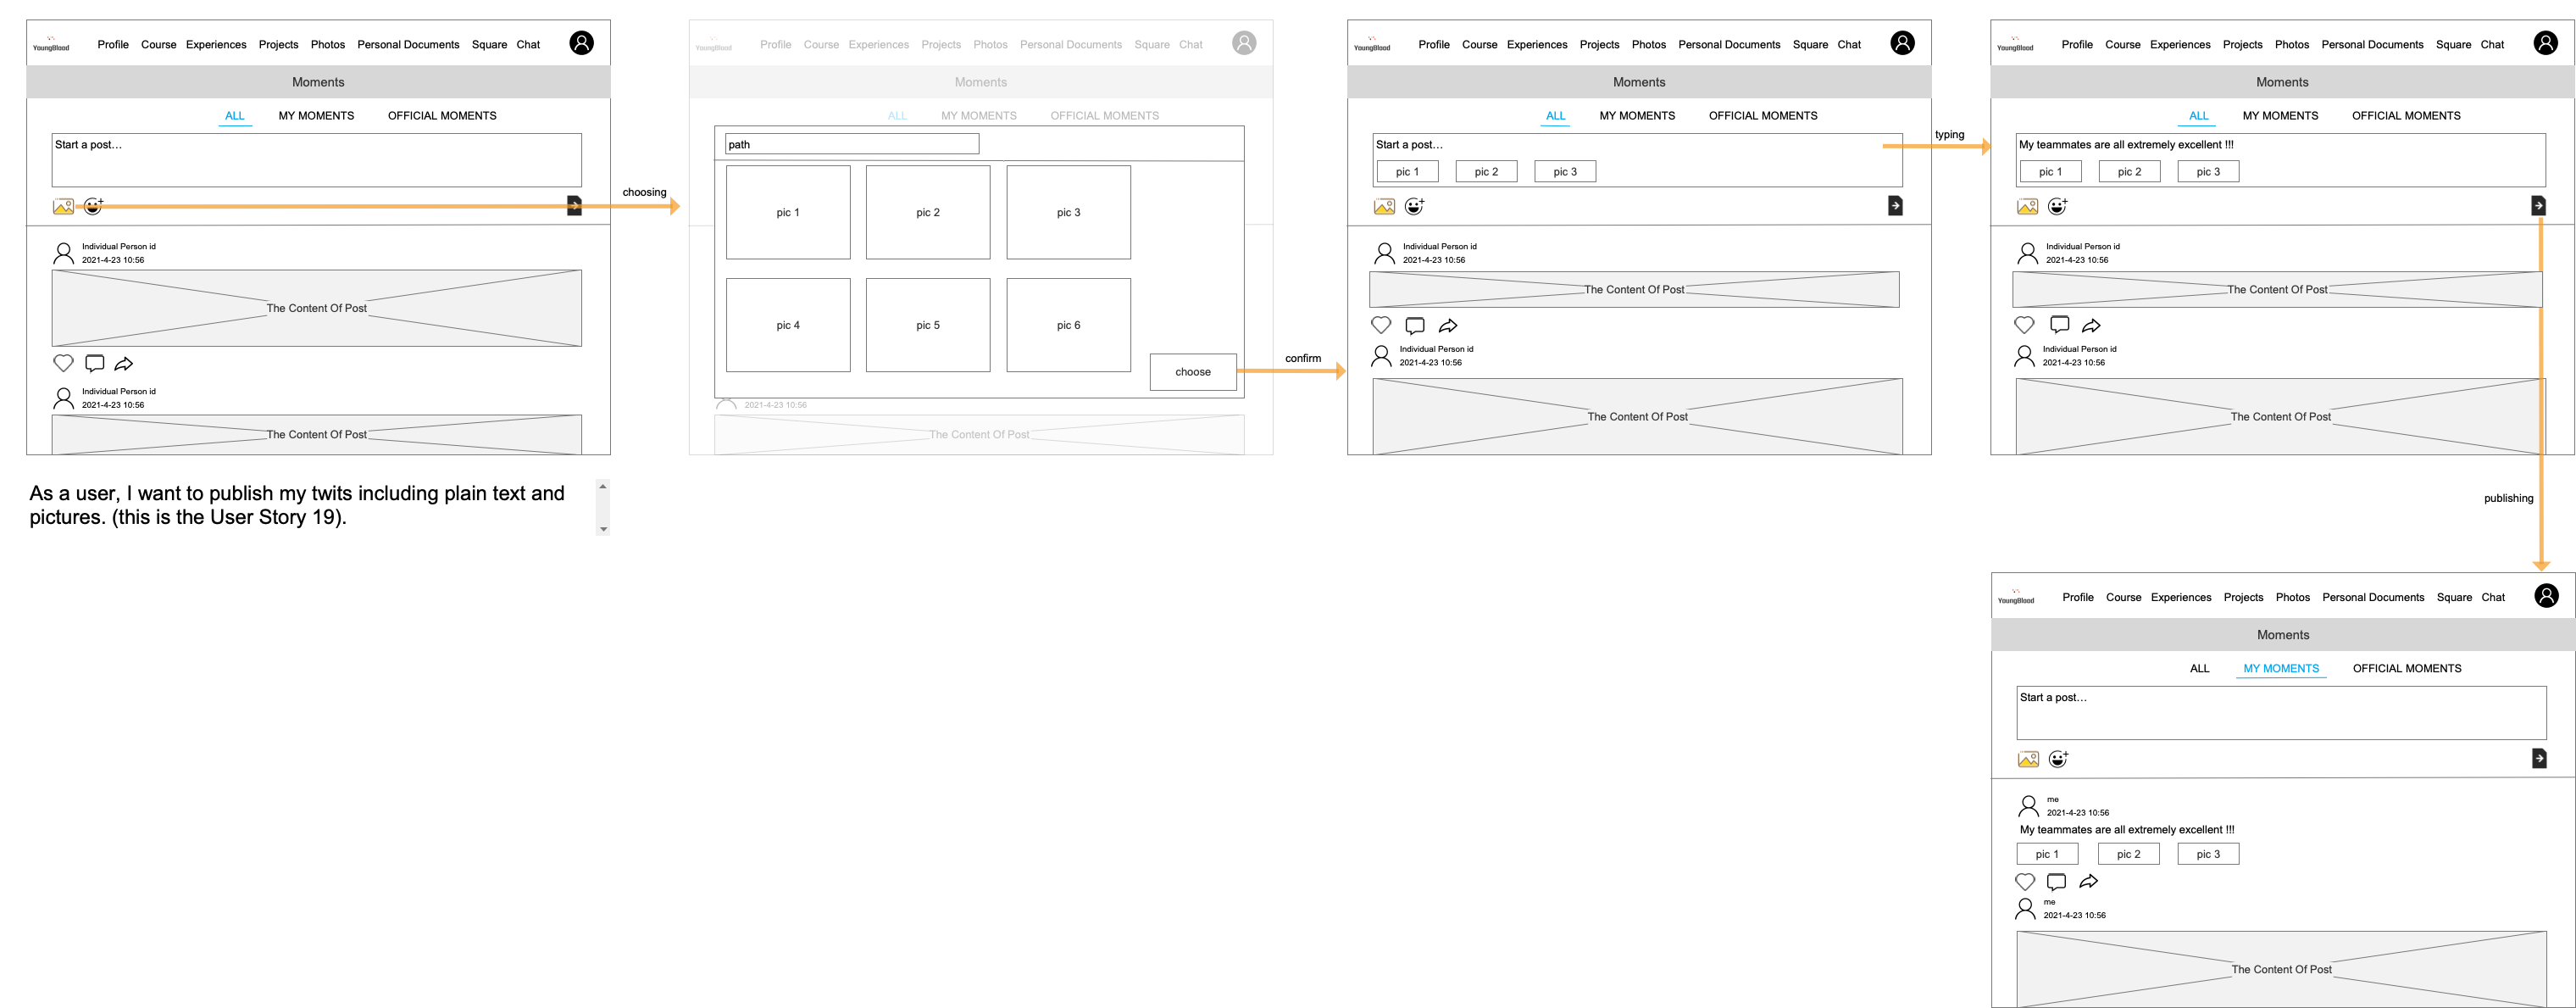 YoungBlood
Profile Course Experiences Projects Photos Personal Documents Square Chat
Moments
ALL MY MOMENTS OFFICIAL MOMENTS
Start a post...
Individual Person id
2021-4-23 10:56
The Content Of Post
Individual Person id
2021-4-23 10:56
The Content Of Post
As a user, I want to publish my twits including plain text and
pictures. (this is the User Story 19).
choosing
YoungBlood
Profile Course Experiences Projects Photos Personal Documents Square Chat
Moments
ALL MY MOMENTS OFFICIAL MOMENTS
path
pic 1 pic 2 pic 3
pic 4 pic 5 pic 6
choose
2021-4-23 10:56
The Content Of Post
confirm
YoungBlood
Profile Course Experiences Projects Photos Personal Documents Square Chat
Moments
ALL MY MOMENTS OFFICIAL MOMENTS
Start a post...
pic 1 pic 2 pic 3
Individual Person id
2021-4-23 10:56
The Content Of Post
Individual Person id
2021-4-23 10:56
The Content Of Post
typing
YoungBlood
Profile Course Experiences Projects Photos Personal Documents Square Chat
Moments
ALL MY MOMENTS OFFICIAL MOMENTS
My teammates are all extremely excellent !!!
pic 1 pic 2 pic 3
Individual Person id
2021-4-23 10:56
The Content Of Post
Individual Person id
2021-4-23 10:56
The Content Of Post
publishing
YoungBlood
Profile Course Experiences Projects Photos Personal Documents Square Chat
Moments
ALL MY MOMENTS OFFICIAL MOMENTS
Start a post...
me
2021-4-23 10:56
My teammates are all extremely excellent !!!
pic 1 pic 2 pic 3
me
2021-4-23 10:56
The Content Of Post